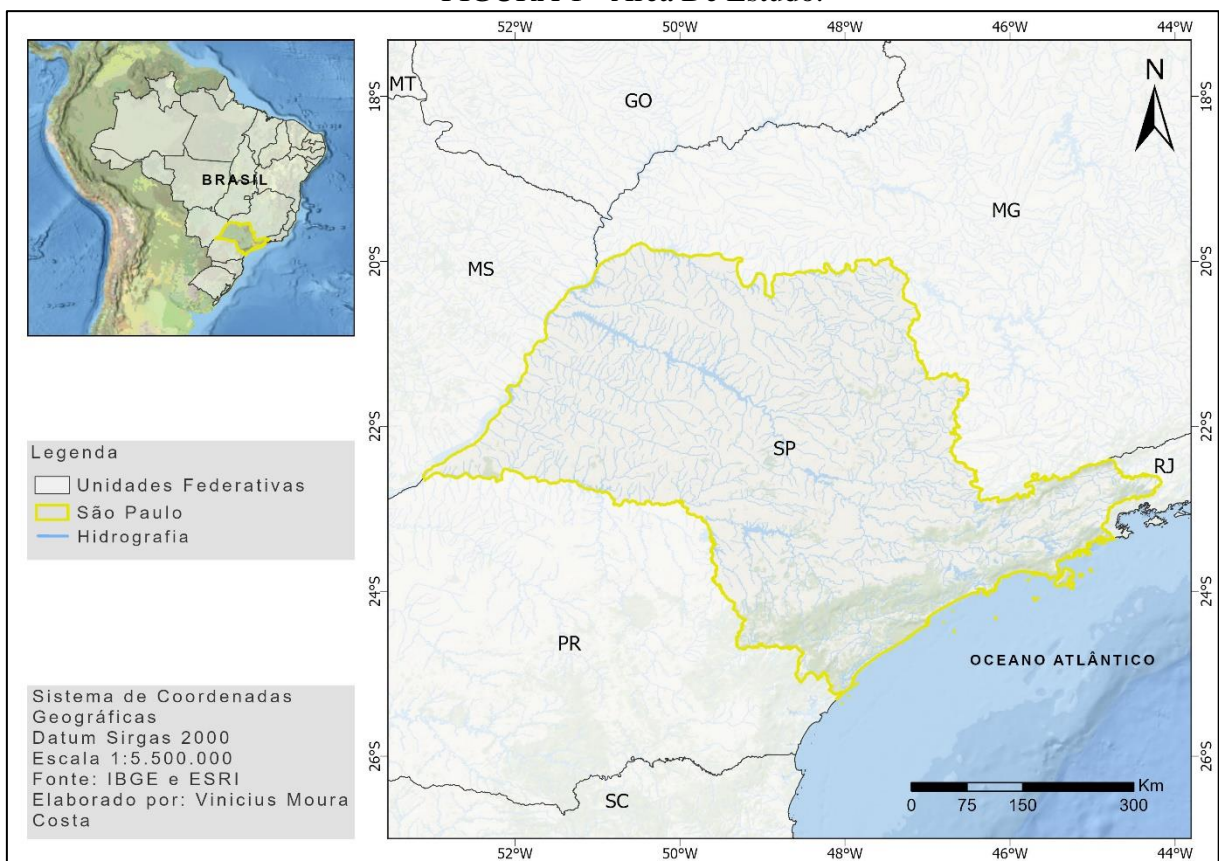 FIGURA 1 - Área De Estudo.
52°W 50°W 48°W 46°W 44°W
BRASIL
MT
GO
N
MG
MS
SP
RJ
PR
SC
OCEANO ATLÂNTICO
18°S
20°S
22°S
24°S
26°S
18°S
20°S
22°S
24°S
26°S
Km
0 75 150 300
52°W 50°W 48°W 46°W 44°W
Legenda
Unidades Federativas
São Paulo
Hidrografia
Sistema de Coordenadas
Geográficas
Datum Sirgas 2000
Escala 1:5.500.000
Fonte: IBGE e ESRI
Elaborado por: Vinicius Moura
Costa